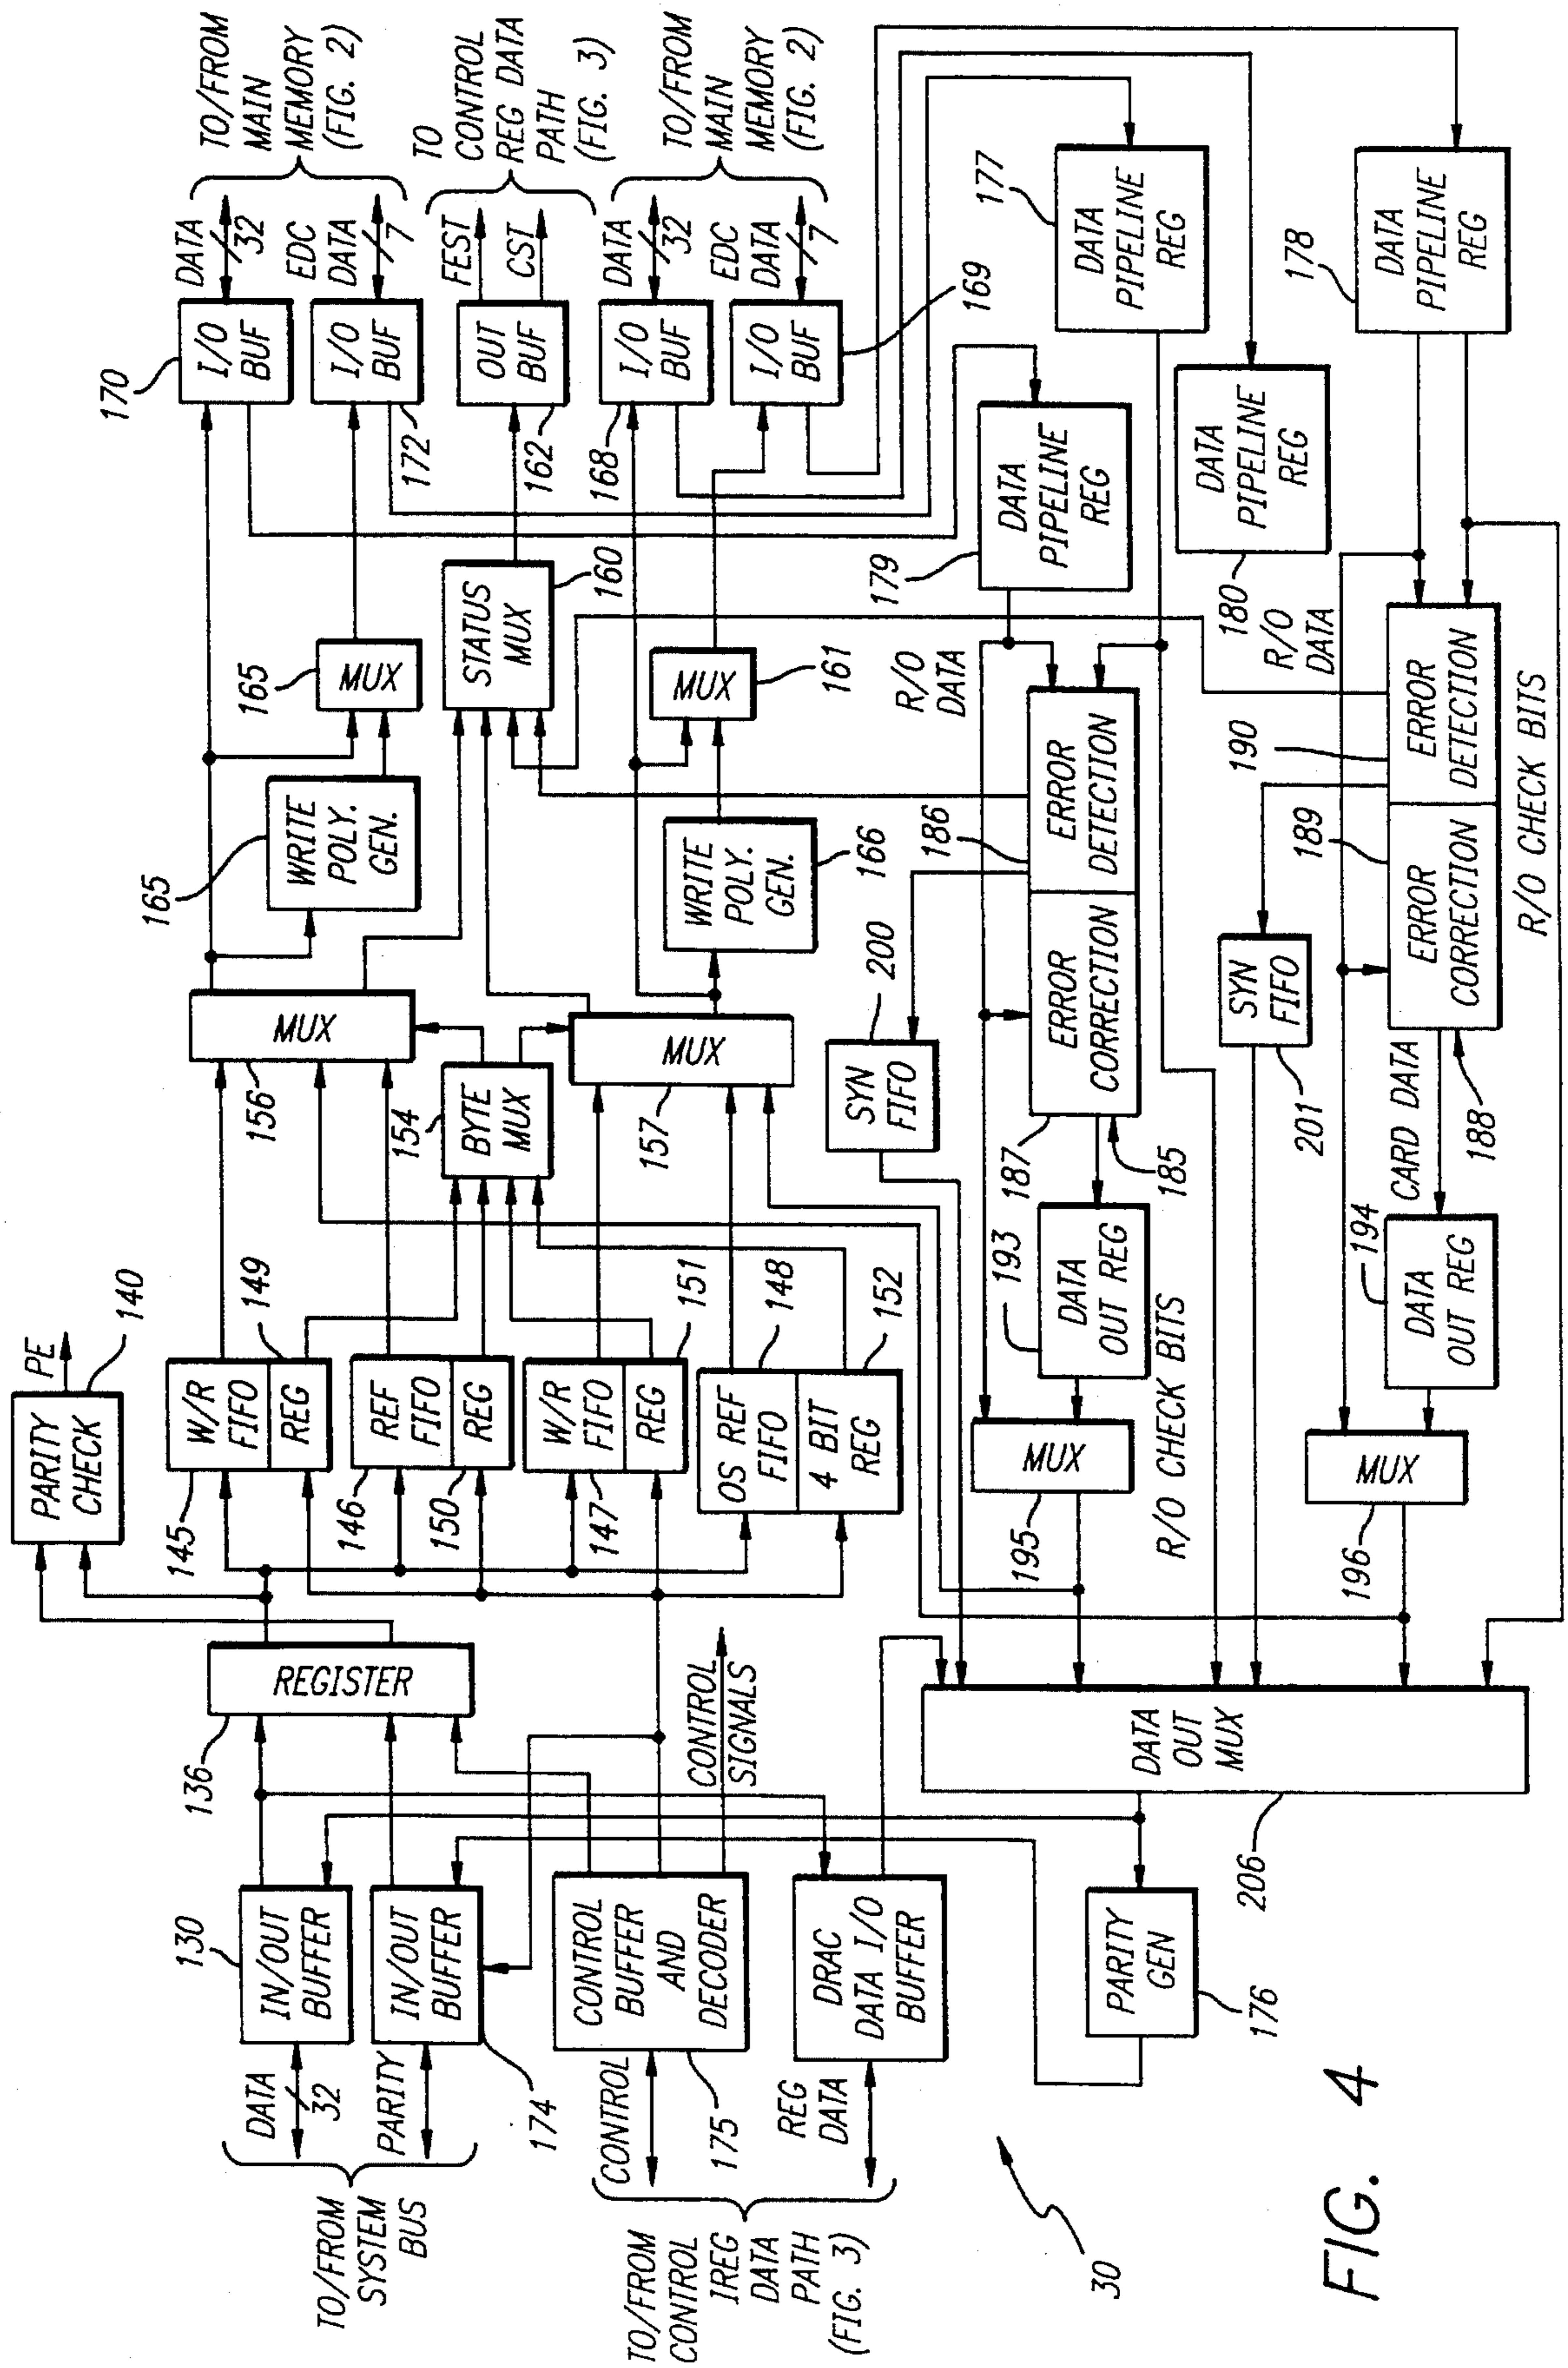 TO/FROM
SYSTEM
BUS
DATA
32
PARITY
130
IN/OUT
BUFFER
IN/OUT
BUFFER
174
136
REGISTER
PARITY
CHECK
PE
140
TO/FROM
CONTROL
IREG
DATA
PATH
(FIG. 3)
CONTROL
REG
DATA
CONTROL
BUFFER
AND
DECODER
175
CONTROL
SIGNALS
DRAC
DATA I/O
BUFFER
PARITY
GEN
176
DATA
OUT
MUX
206
145
W/R
FIFO
REG
149
146
REF
FIFO
REG
150
147
W/R
FIFO
REG
151
OS REF
FIFO
148
4 BIT
REG
152
156
MUX
154
BYTE
MUX
157
MUX
165
WRITE
POLY.
GEN.
165
MUX
STATUS
MUX
160
WRITE
POLY.
GEN.
166
MUX
161
170
I/O
BUF
DATA
32
I/O
BUF
172
EDC
DATA
7
TO/FROM
MAIN
MEMORY
(FIG. 2)
OUT
BUF
162
FEST
CST
TO
CONTROL
REG DATA
PATH
(FIG. 3)
168
I/O
BUF
DATA
32
I/O
BUF
169
EDC
DATA
7
TO/FROM
MAIN
MEMORY
(FIG. 2)
177
DATA
PIPELINE
REG
178
DATA
PIPELINE
REG
179
DATA
PIPELINE
REG
180
DATA
PIPELINE
REG
R/O
DATA
R/O
DATA
200
SYN
FIFO
186
ERROR
DETECTION
ERROR
CORRECTION
187
185
193
DATA
OUT REG
MUX
195
R/O CHECK BITS
201
SYN
FIFO
190
ERROR
DETECTION
189
ERROR
CORRECTION
188
CARD DATA
194
DATA
OUT REG
MUX
196
R/O CHECK BITS
30
FIG. 4